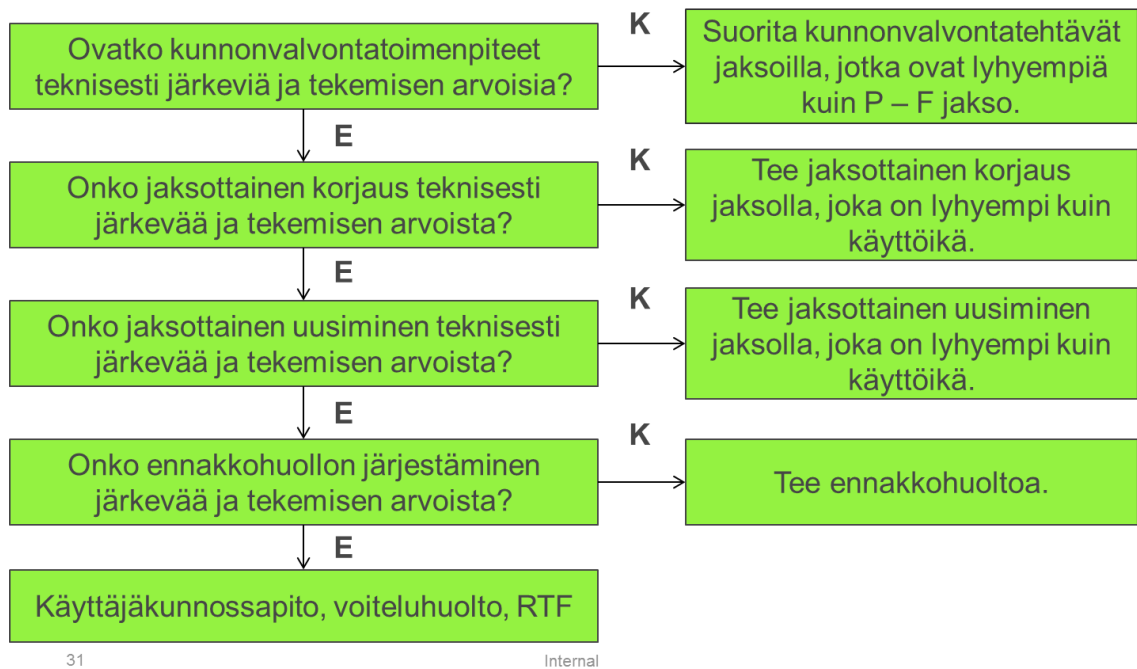 Ovatko kunnonvalvontatoimenpiteet
teknisesti järkeviä ja tekemisen arvoisia?
K
Suorita kunnonvalvontatehtävät
jaksoilla, jotka ovat lyhyempiä
kuin P – F jakso.
E
Onko jaksottainen korjaus teknisesti
järkevää ja tekemisen arvoista?
K
Tee jaksottainen korjaus
jaksolla, joka on lyhyempi kuin
käyttöikä.
E
Onko jaksottainen uusiminen teknisesti
järkevää ja tekemisen arvoista?
K
Tee jaksottainen uusiminen
jaksolla, joka on lyhyempi kuin
käyttöikä.
E
Onko ennakkohuollon järjestäminen
järkevää ja tekemisen arvoista?
K
Tee ennakkohuoltoa.
E
Käyttäjäkunnossapito, voiteluhuolto, RTF
31
Internal